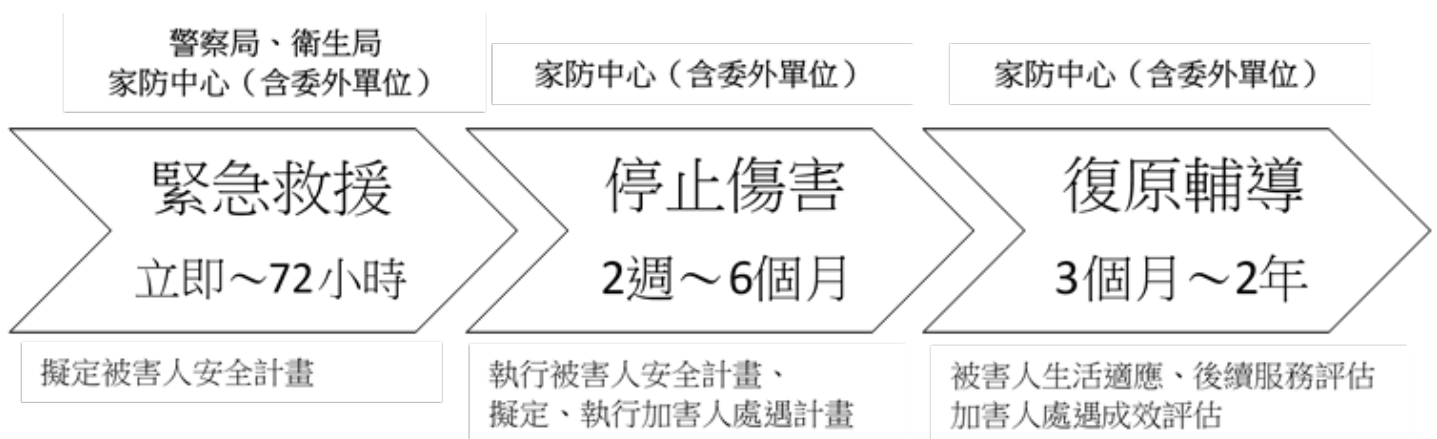 警察局、衛生局
家防中心（含委外單位）
緊急救援
立即～72小時
擬定被害人安全計畫
家防中心（含委外單位）
停止傷害
2週～6個月
執行被害人安全計畫、
擬定、執行加害人處遇計畫
家防中心（含委外單位）
復原輔導
3個月～2年
被害人生活適應、後續服務評估
加害人處遇成效評估